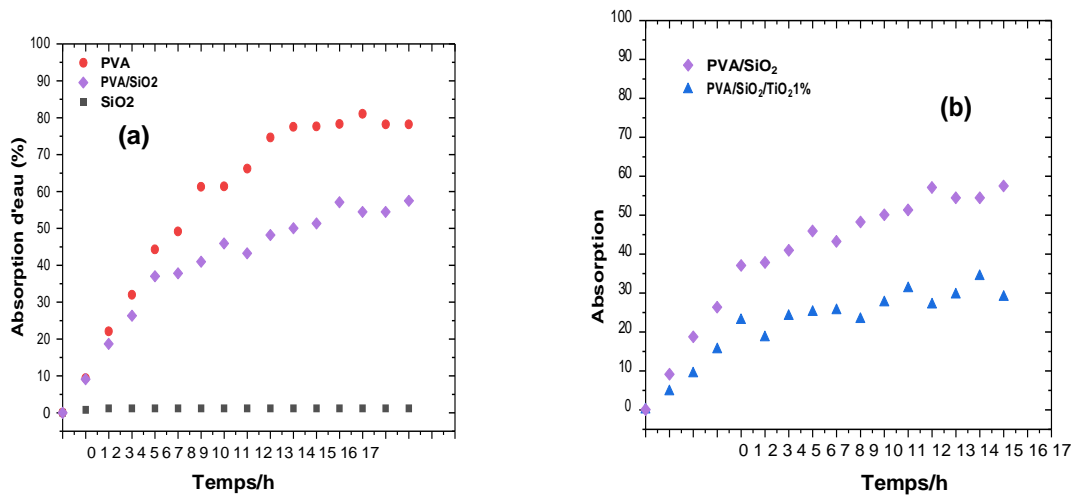 100
90
80
70
60
50
40
30
20
10
0
Absorption d'eau (%)
PVA
PVA/SiO2
SiO2
(a)
0 1 2 3 4 5 6 7 8 9 10 11 12 13 14 15 16 17
Temps/h
100
90
80
70
60
50
40
30
20
10
0
Absorption
PVA/SiO₂
PVA/SiO₂/TiO₂1%
(b)
0 1 2 3 4 5 6 7 8 9 10 11 12 13 14 15 16 17
Temps/h